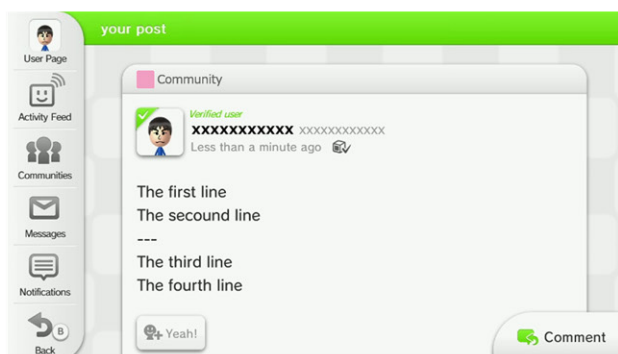 your post
User Page
Activity Feed
Communities
Messages
Notifications
B
Back
Community
Verified user
xxxxxxxxxxx xxxxxxxxxxxx
Less than a minute ago
The first line
The secound line
---
The third line
The fourth line
Yeah!
Comment